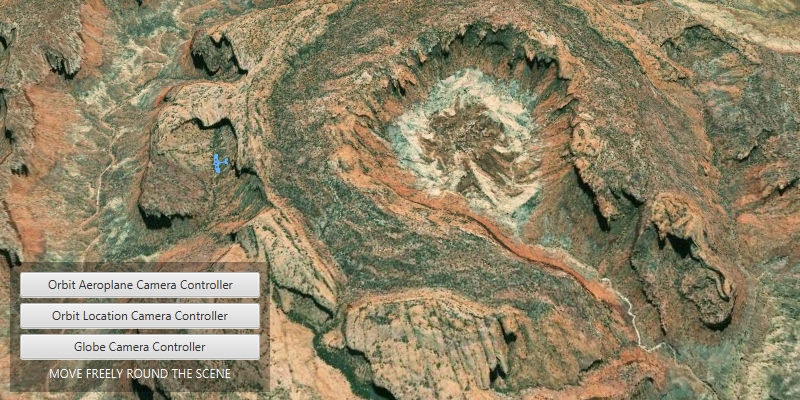 Orbit Aeroplane Camera Controller
Orbit Location Camera Controller
Globe Camera Controller
MOVE FREELY ROUND THE SCENE